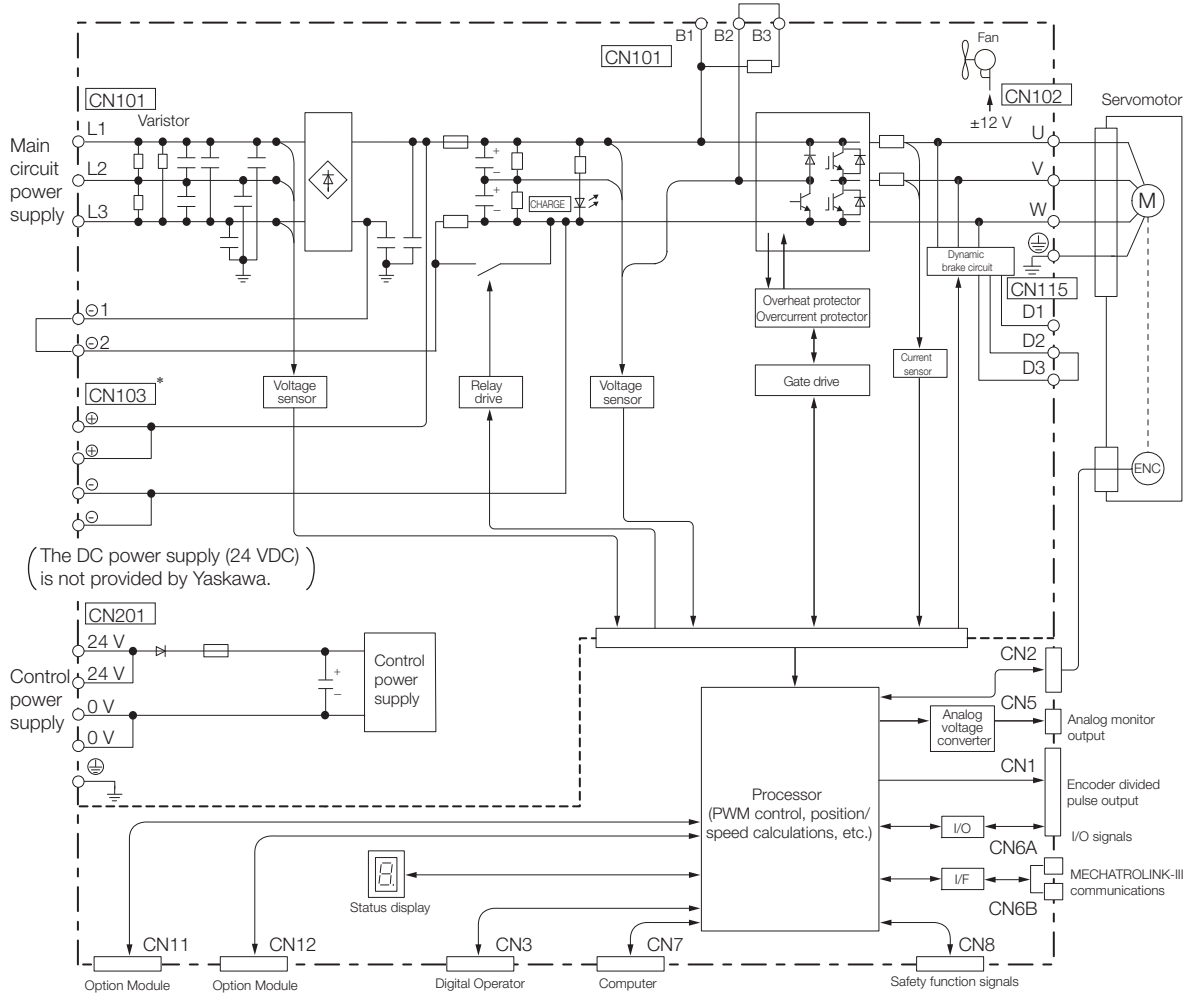 B1
B2
B3
CN101
Fan
±12 V
CN102
Servomotor
CN101
Varistor
L1
L2
L3
Main
circuit
power
supply
+
−
+
−
CHARGE
U
V
W
M
Dynamic
brake circuit
CN115
D1
D2
D3
⊖1
⊖2
Overheat protector
Overcurrent protector
Gate drive
Current
sensor
CN103
*
Voltage
sensor
Relay
drive
Voltage
sensor
⊕
⊕
⊖
⊖
ENC
(The DC power supply (24 VDC)
is not provided by Yaskawa.)
CN201
24 V
24 V
0 V
0 V
Control
power
supply
+
−
Control
power
supply
CN2
CN5
Analog
voltage
converter
Analog monitor
output
CN1
Encoder divided
pulse output
Processor
(PWM control, position/
speed calculations, etc.)
I/O
I/O signals
CN6A
I/F
MECHATROLINK-III
communications
CN6B
8.
Status display
CN11
CN12
CN3
CN7
CN8
Option Module
Option Module
Digital Operator
Computer
Safety function signals